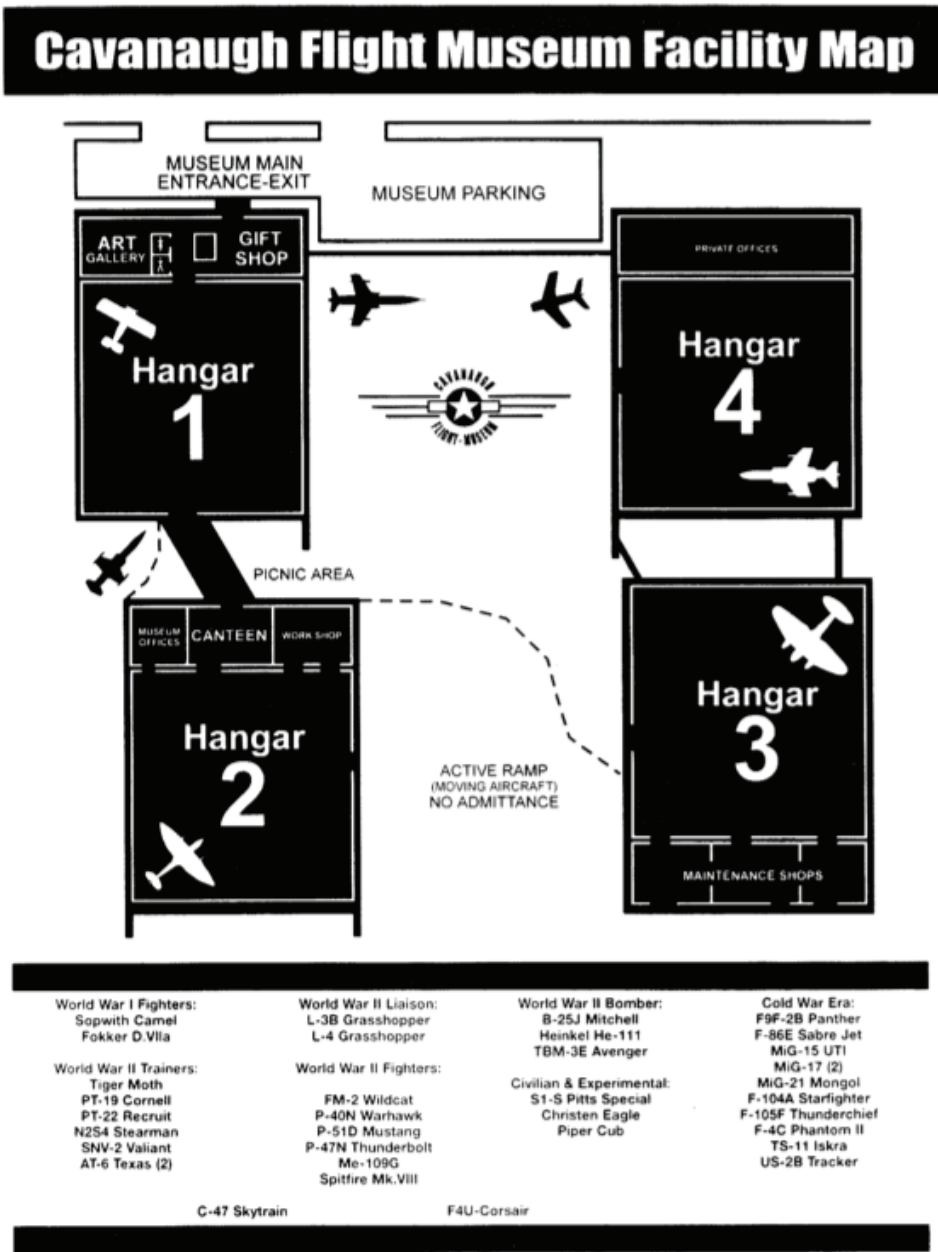 Cavanaugh Flight Museum Facility Map
MUSEUM MAIN
ENTRANCE-EXIT
MUSEUM PARKING
ART
GALLERY
GIFT
SHOP
PRIVATE OFFICES
Hangar
1
CAVANAUGH
FLIGHT-MUSEUM
Hangar
4
PICNIC AREA
MUSEUM
OFFICES
CANTEEN
WORK SHOP
Hangar
2
ACTIVE RAMP
(MOVING AIRCRAFT)
NO ADMITTANCE
Hangar
3
MAINTENANCE SHOPS
World War I Fighters:
Sopwith Camel
Fokker D.VIIa
World War II Trainers:
Tiger Moth
PT-19 Cornell
PT-22 Recruit
N2S4 Stearman
SNV-2 Valiant
AT-6 Texas (2)
World War II Liaison:
L-3B Grasshopper
L-4 Grasshopper
World War II Fighters:
FM-2 Wildcat
P-40N Warhawk
P-51D Mustang
P-47N Thunderbolt
Me-109G
Spitfire Mk.VIII
World War II Bomber:
B-25J Mitchell
Heinkel He-111
TBM-3E Avenger
Civilian & Experimental:
S1-S Pitts Special
Christen Eagle
Piper Cub
Cold War Era:
F9F-2B Panther
F-86E Sabre Jet
MiG-15 UTI
MiG-17 (2)
MiG-21 Mongol
F-104A Starfighter
F-105F Thunderchief
F-4C Phantom II
TS-11 Iskra
US-2B Tracker
C-47 Skytrain
F4U-Corsair